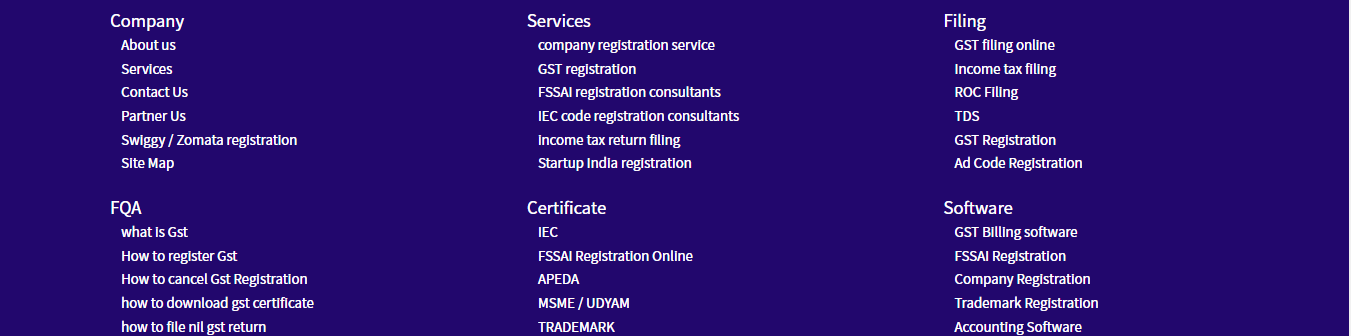 Company
About us
Services
Contact Us
Partner Us
Swiggy / Zomata registration
Site Map
Services
company registration service
GST registration
FSSAI registration consultants
IEC code registration consultants
Income tax return filing
Startup India registration
Filing
GST filing online
Income tax filing
ROC Filing
TDS
GST Registration
Ad Code Registration
FQA
what is Gst
How to register Gst
How to cancel Gst Registration
how to download gst certificate
how to file nil gst return
Certificate
IEC
FSSAI Registration Online
APEDA
MSME / UDYAM
TRADEMARK
Software
GST Billing software
FSSAI Registration
Company Registration
Trademark Registration
Accounting Software